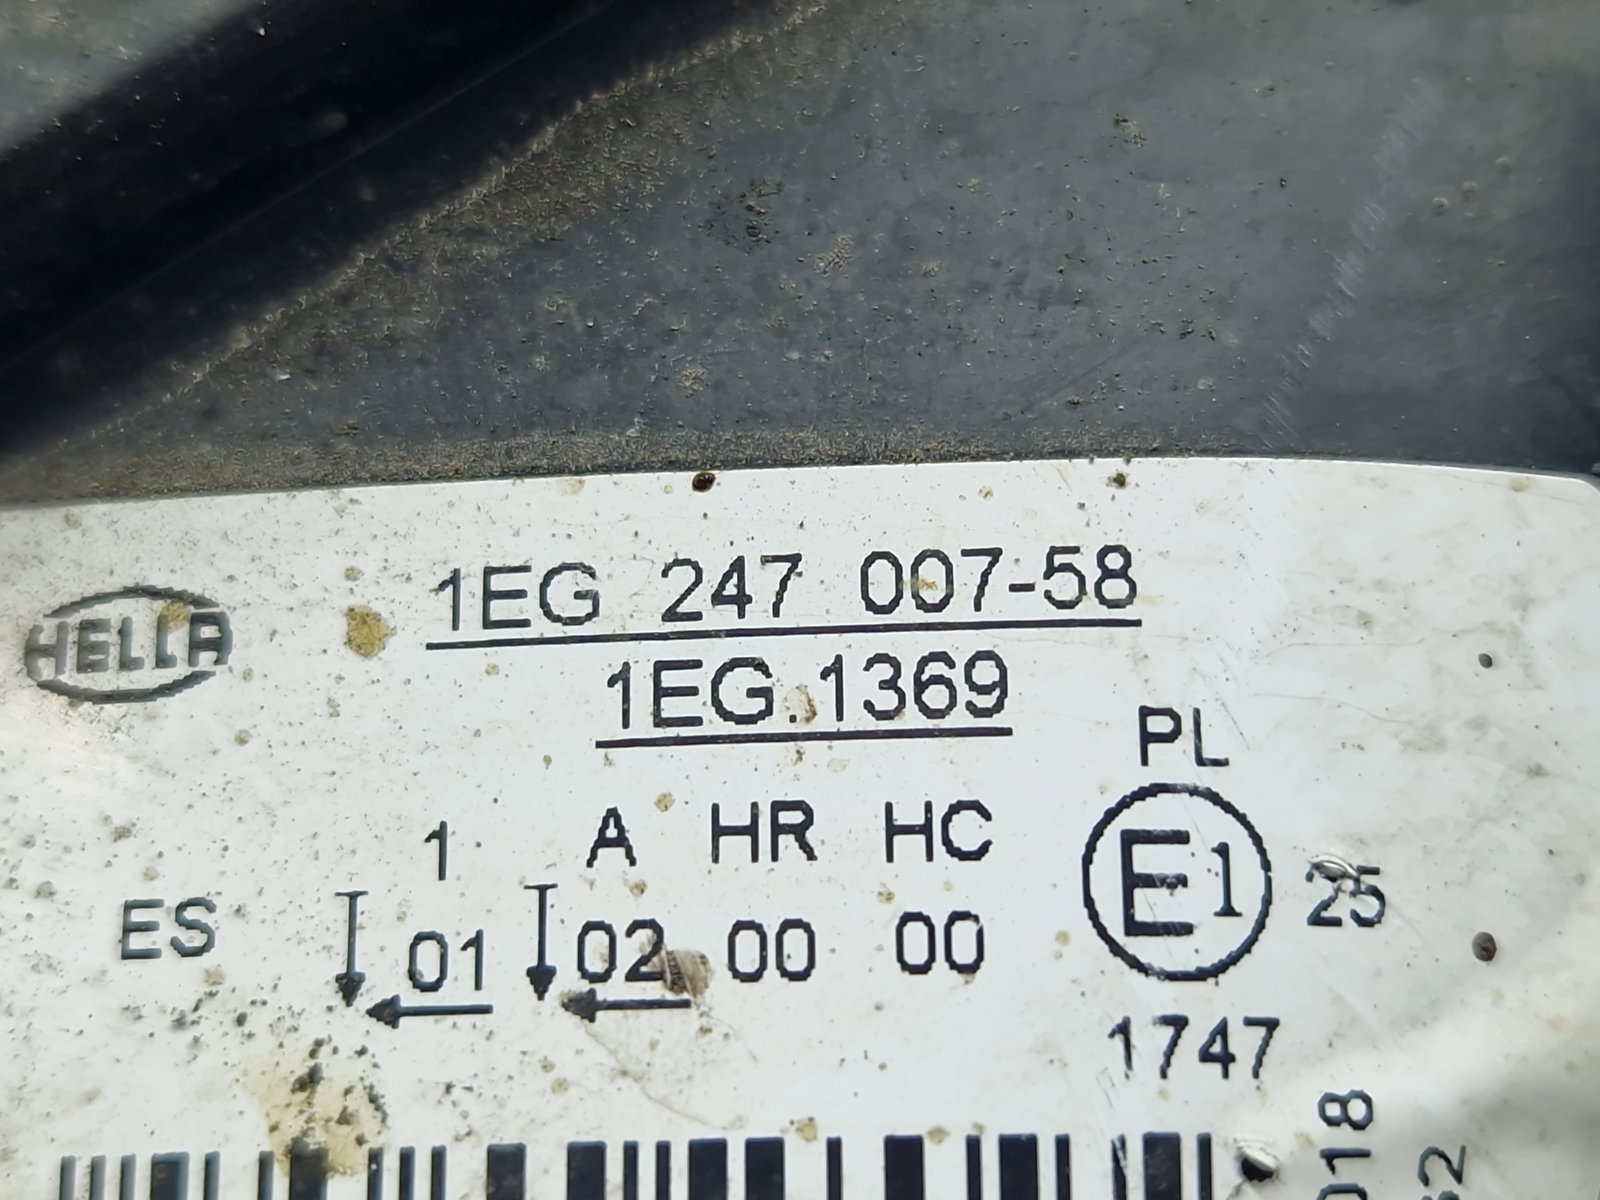 HELLA
1EG 247 007-58
1EG.1369
PL
1 A HR HC
ES 01 02 00 00
E1 25
1747